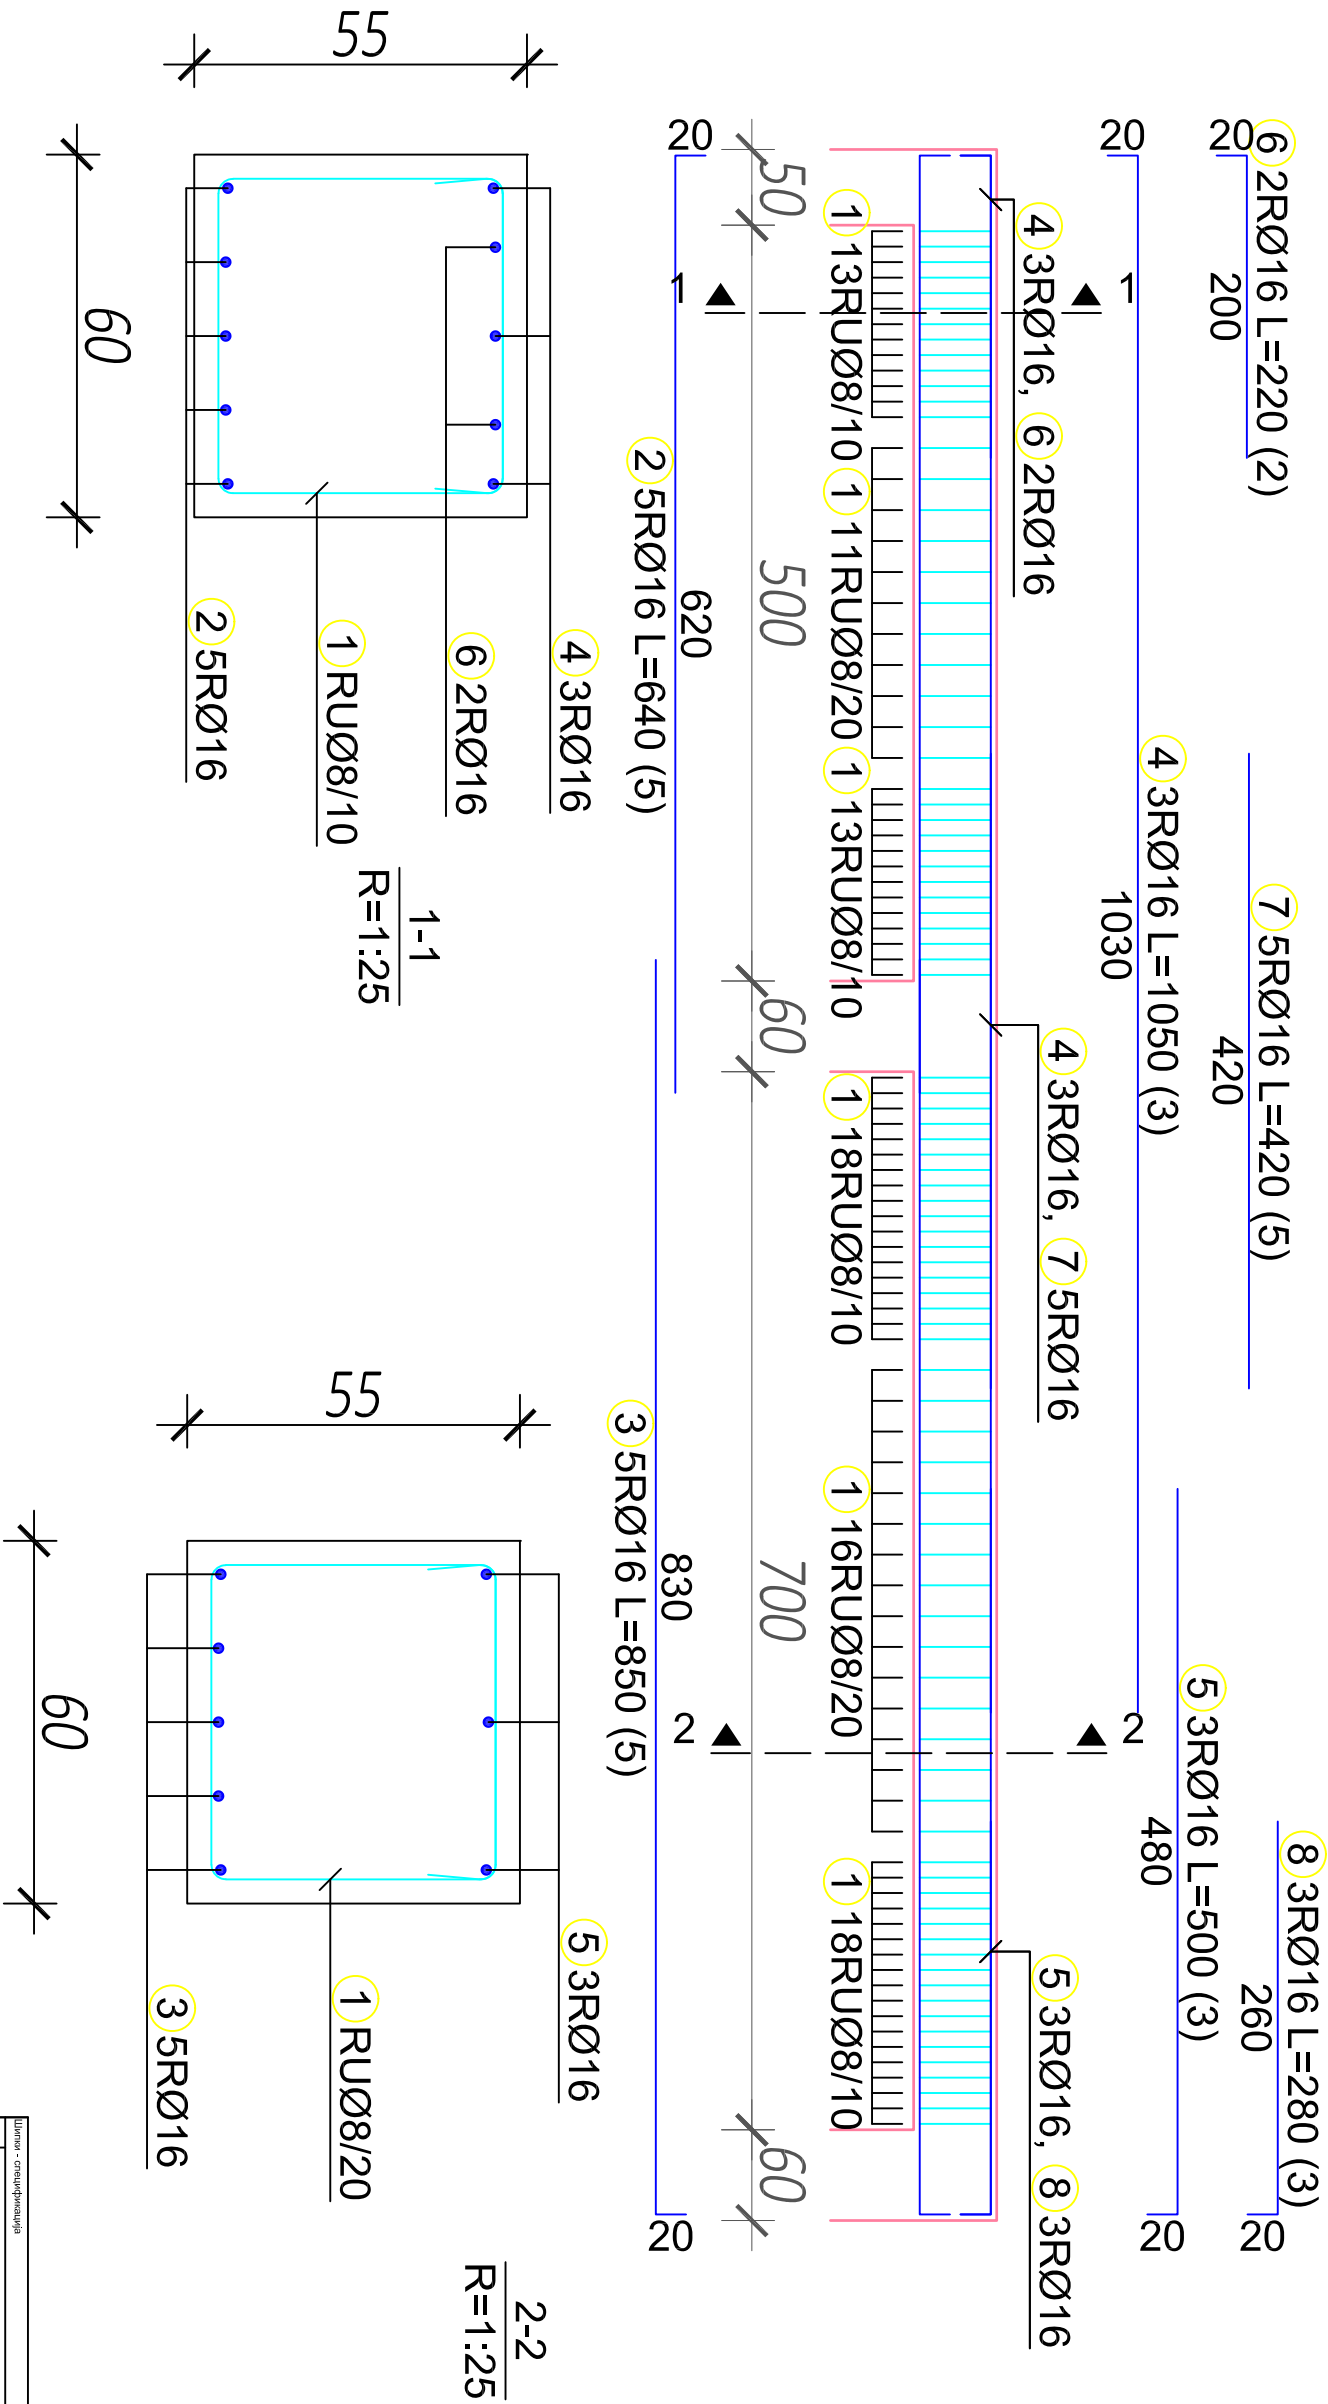 8 3RØ16 L=280 (3)
260
20
6 2RØ16 L=220 (2)
200
20
7 5RØ16 L=420 (5)
420
5 3RØ16 L=500 (3)
480
20
4 3RØ16 L=1050 (3)
1030
20
4 3RØ16, 6 2RØ16
4 3RØ16, 7 5RØ16
5 3RØ16, 8 3RØ16
1
2
1 13RUØ8/10
1 11RUØ8/20
1 13RUØ8/10
1 18RUØ8/10
1 16RUØ8/20
1 18RUØ8/10
50
500
60
700
60
1
2
20
620
2 5RØ16 L=640 (5)
830
3 5RØ16 L=850 (5)
20
4 3RØ16
6 2RØ16
1 RUØ8/10
2 5RØ16
55
60
1-1
R=1:25
5 3RØ16
1 RUØ8/20
3 5RØ16
55
60
2-2
R=1:25
Шипки - спецификација